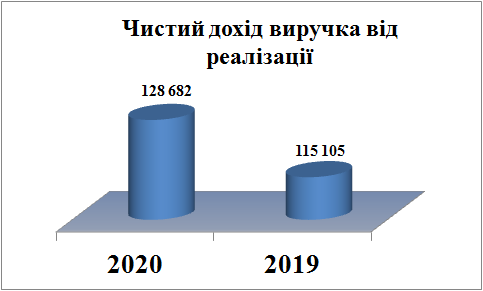 Чистий дохід виручка від
реалізації
128 682
115 105
2020
2019